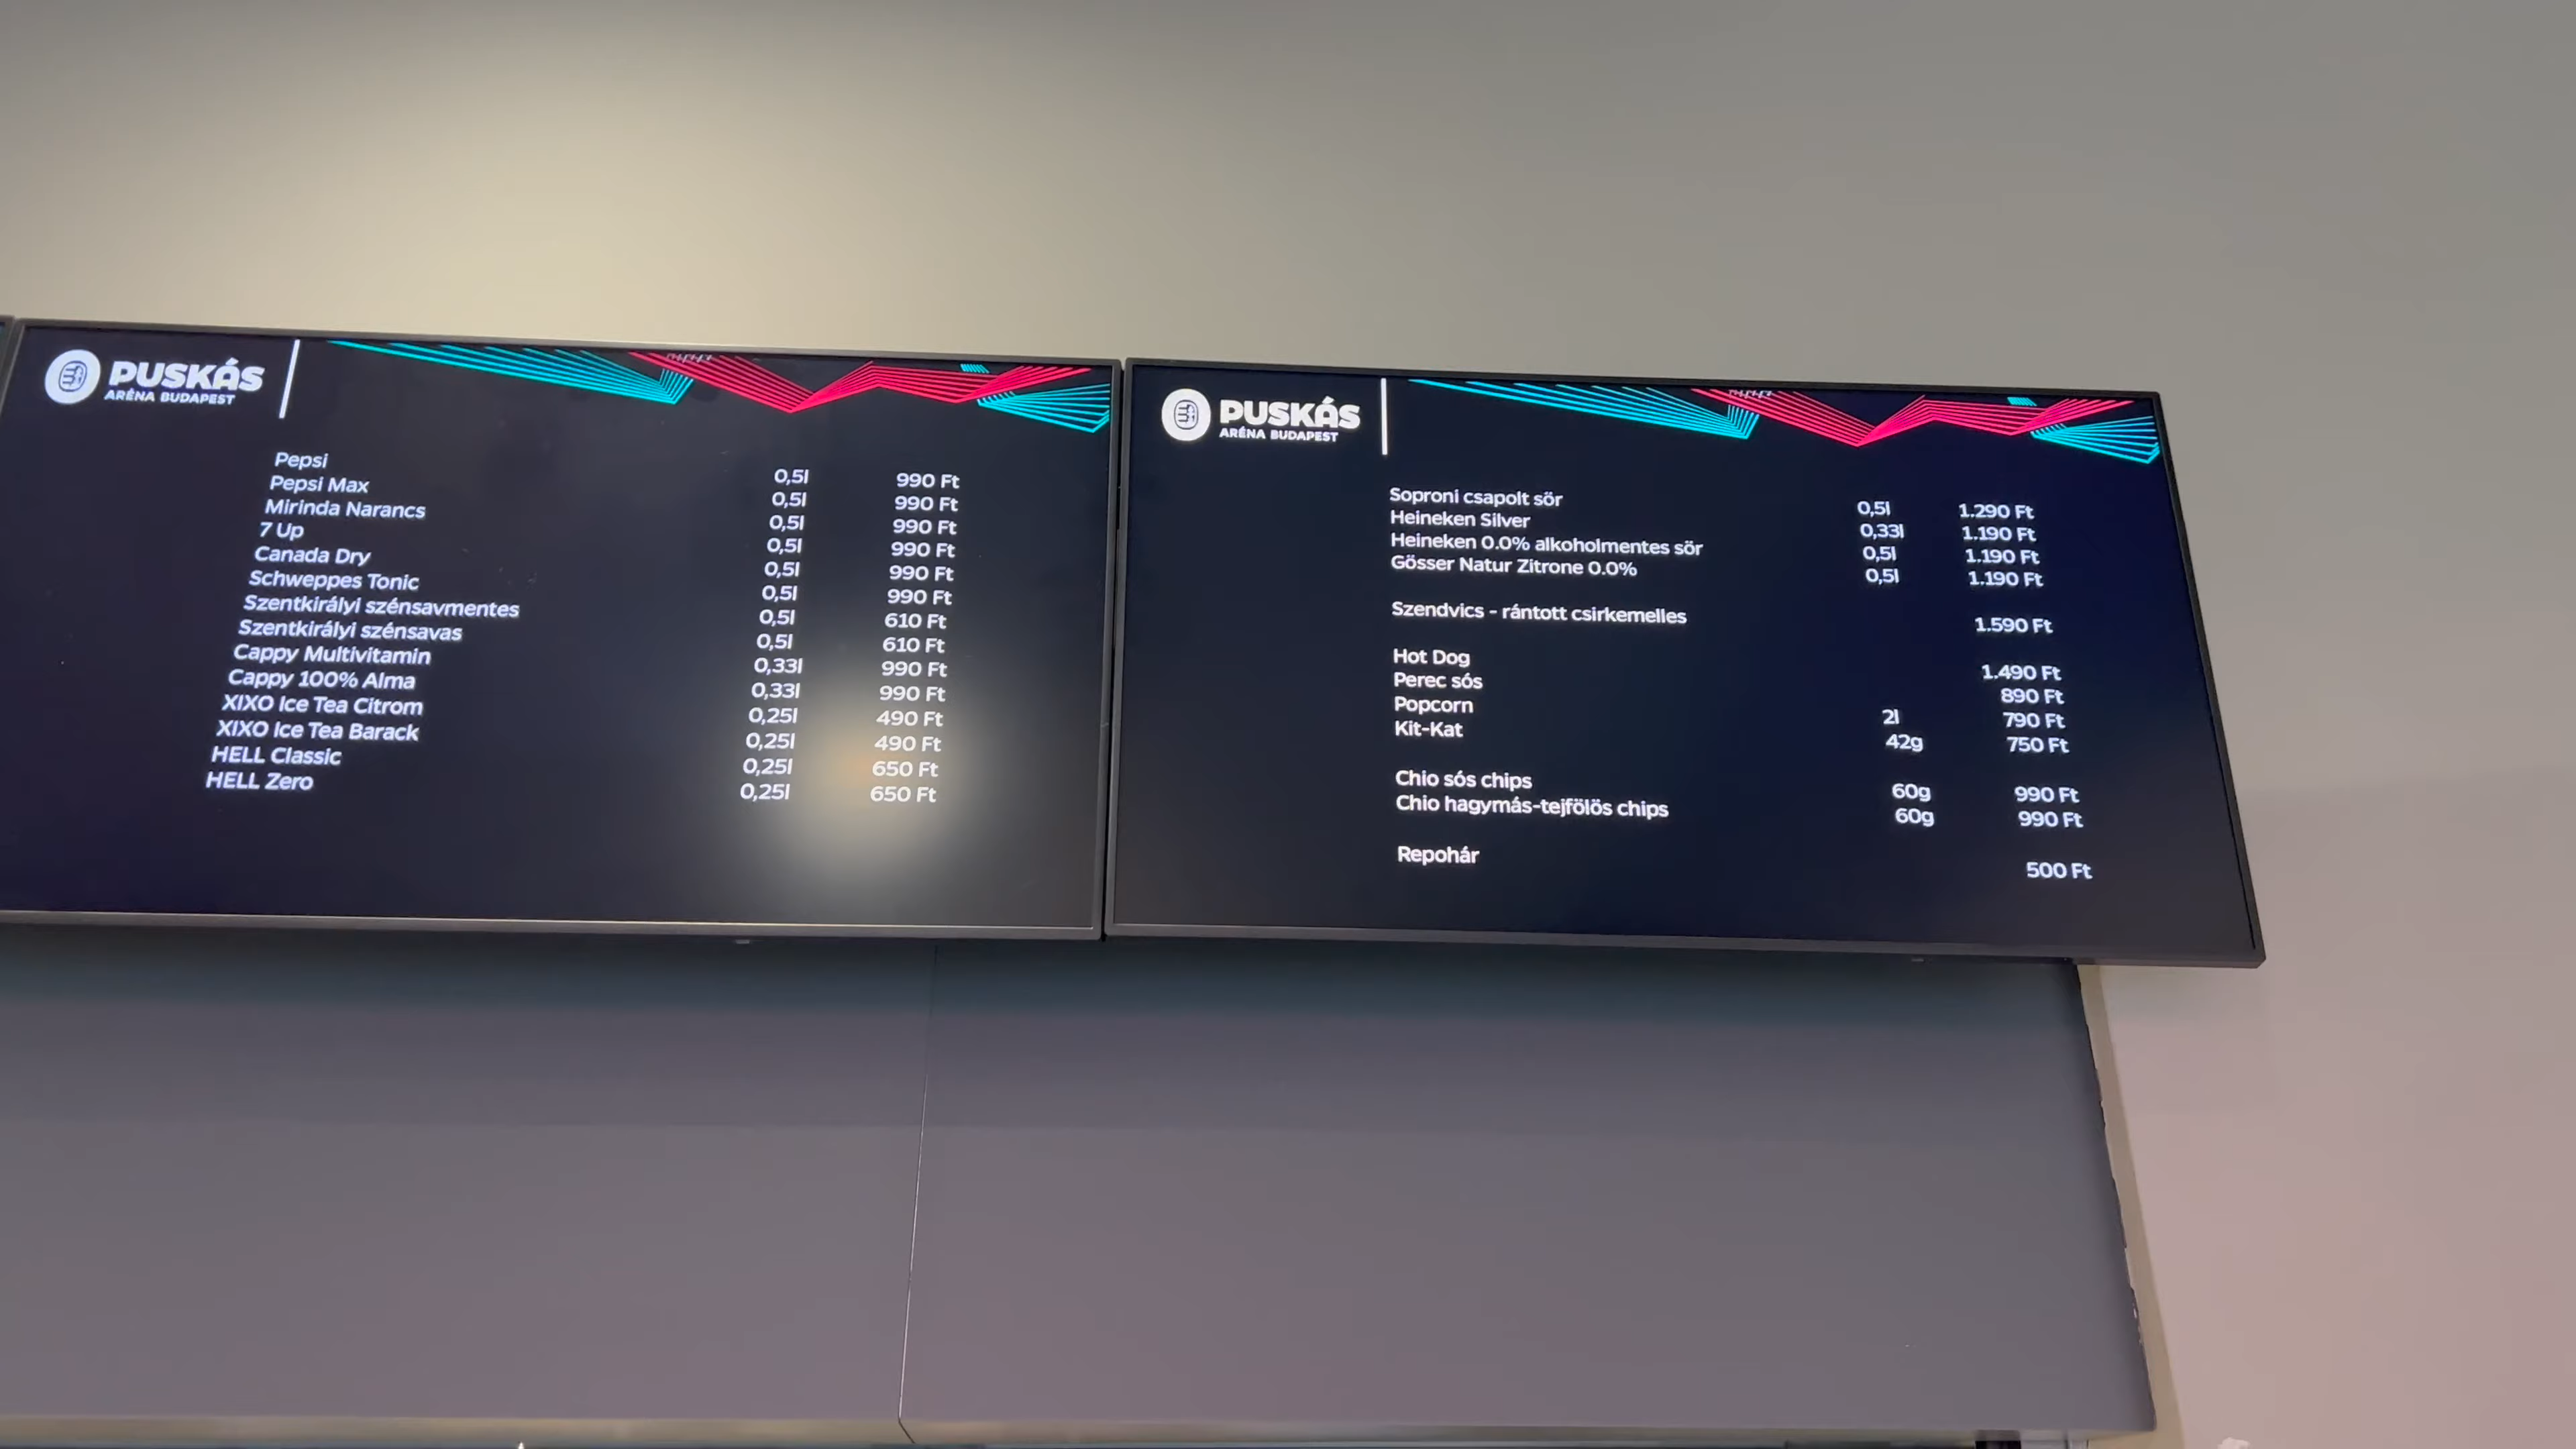 PUSKÁS
ARÉNA BUDAPEST
Pepsi 0,5l 990 Ft
Pepsi Max 0,5l 990 Ft
Mirinda Narancs 0,5l 990 Ft
7 Up 0,5l 990 Ft
Canada Dry 0,5l 990 Ft
Schweppes Tonic 0,5l 990 Ft
Szentkirályi szénsavmentes 0,5l 610 Ft
Szentkirályi szénsavas 0,5l 610 Ft
Cappy Multivitamin 0,33l 990 Ft
Cappy 100% Alma 0,33l 990 Ft
XIXO Ice Tea Citrom 0,25l 490 Ft
XIXO Ice Tea Barack 0,25l 490 Ft
HELL Classic 0,25l 650 Ft
HELL Zero 0,25l 650 Ft
PUSKÁS
ARÉNA BUDAPEST
Soproni csapolt sör 0,5l 1.290 Ft
Heineken Silver 0,33l 1.190 Ft
Heineken 0.0% alkoholmentes sör 0,5l 1.190 Ft
Gösser Natur Zitrone 0.0% 0,5l 1.190 Ft
Szendvics - rántott csirkemelles 1.590 Ft
Hot Dog 1.490 Ft
Perec sós 890 Ft
Popcorn 2l 790 Ft
Kit-Kat 42g 750 Ft
Chio sós chips 60g 990 Ft
Chio hagymás-tejfölös chips 60g 990 Ft
Repohár 500 Ft